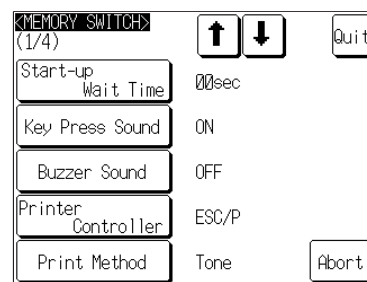 <MEMORY SWITCH>
(1/4)
Quit
Start-up
Wait Time
00sec
Key Press Sound
ON
Buzzer Sound
OFF
Printer
Controller
ESC/P
Print Method
Tone
Abort